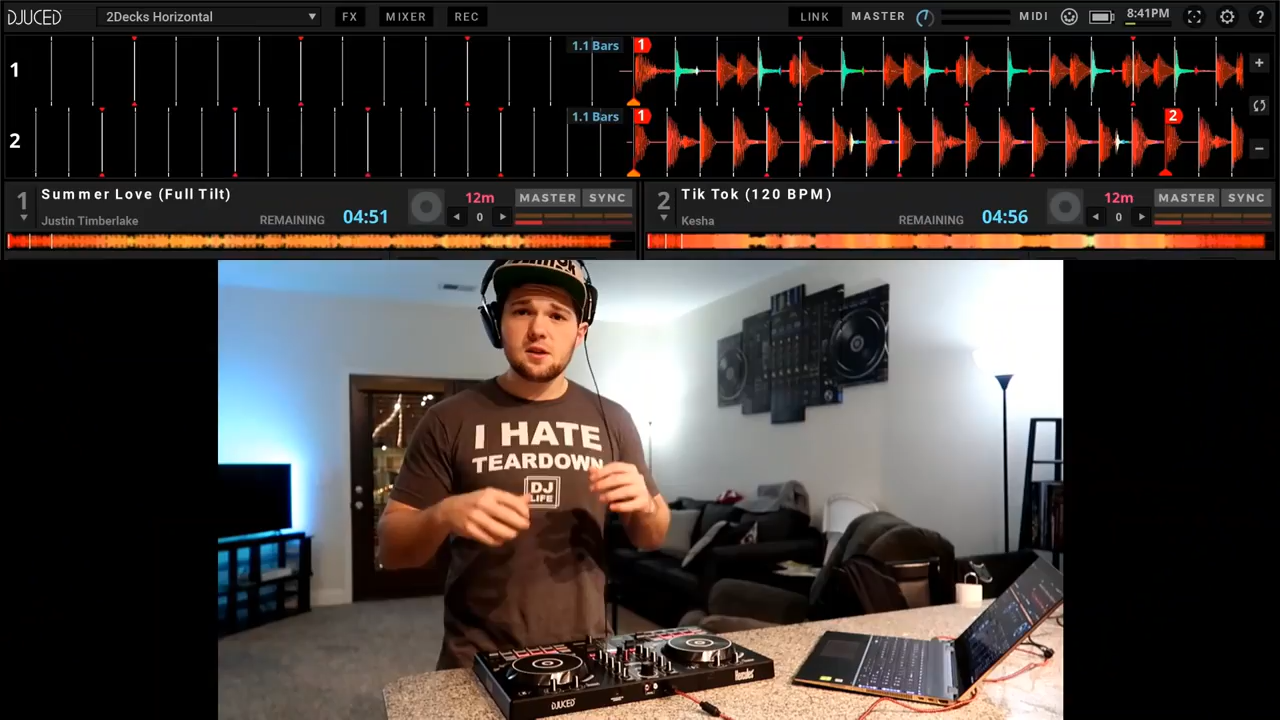 DJUCED 2Decks Horizontal FX MIXER REC LINK MASTER MIDI 8:41PM ?
1 1.1 Bars 1
2 1.1 Bars 1 2
1 Summer Love (Full Tilt) 12m MASTER SYNC
Justin Timberlake REMAINING 04:51 0
2 Tik Tok (120 BPM) 12m MASTER SYNC
Kesha REMAINING 04:56 0
I HATE
TEARDOWN
DJ
LIFE
DJUCED
Hercules